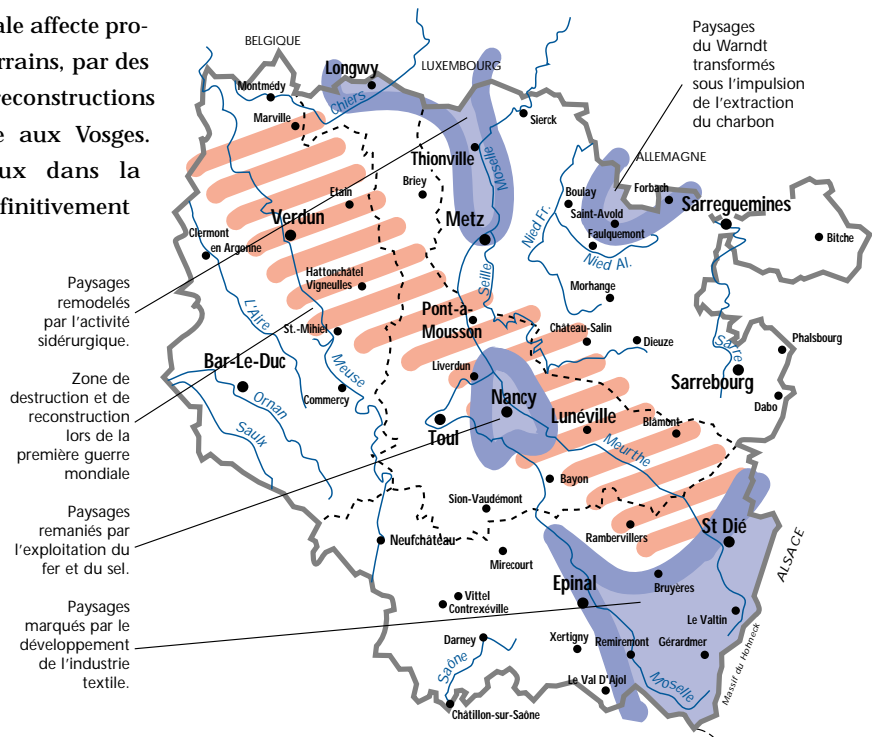 ale affecte pro-
rrains, par des
reconstructions
e aux Vosges.
ux dans la
finitivement
Paysages
du Warndt
transformés
sous l'impulsion
de l'extraction
du charbon
BELGIQUE
LUXEMBOURG
ALLEMAGNE
ALSACE
Massif du Hohneck
Longwy
Montmédy
Chiers
Marville
Sierck
Thionville
Moselle
Briey
Etain
Verdun
Metz
Boulay
Forbach
Saint-Avold
Faulquemont
Nied Fr.
Nied Al.
Sarreguemines
Bitche
Clermont
en Argonne
Hattonchâtel
Vigneulles
Seille
Morhange
L'Aire
St.-Mihiel
Pont-à-
Mousson
Château-Salin
Dieuze
Sarre
Phalsbourg
Bar-Le-Duc
Meuse
Liverdun
Sarrebourg
Ornan
Commercy
Nancy
Dabo
Saulx
Toul
Lunéville
Blâmont
Meurthe
Bayon
Sion-Vaudémont
Rambervillers
St Dié
Neufchâteau
Mirecourt
Bruyères
Epinal
Vittel
Contrexéville
Le Valtin
Darney
Xertigny
Remiremont
Gérardmer
Saône
Le Val D'Ajol
Moselle
Châtillon-sur-Saône
Paysages
remodelés
par l'activité
sidérurgique.
Zone de
destruction et de
reconstruction
lors de la
première guerre
mondiale
Paysages
remaniés par
l'exploitation du
fer et du sel.
Paysages
marqués par le
développement
de l'industrie
textile.